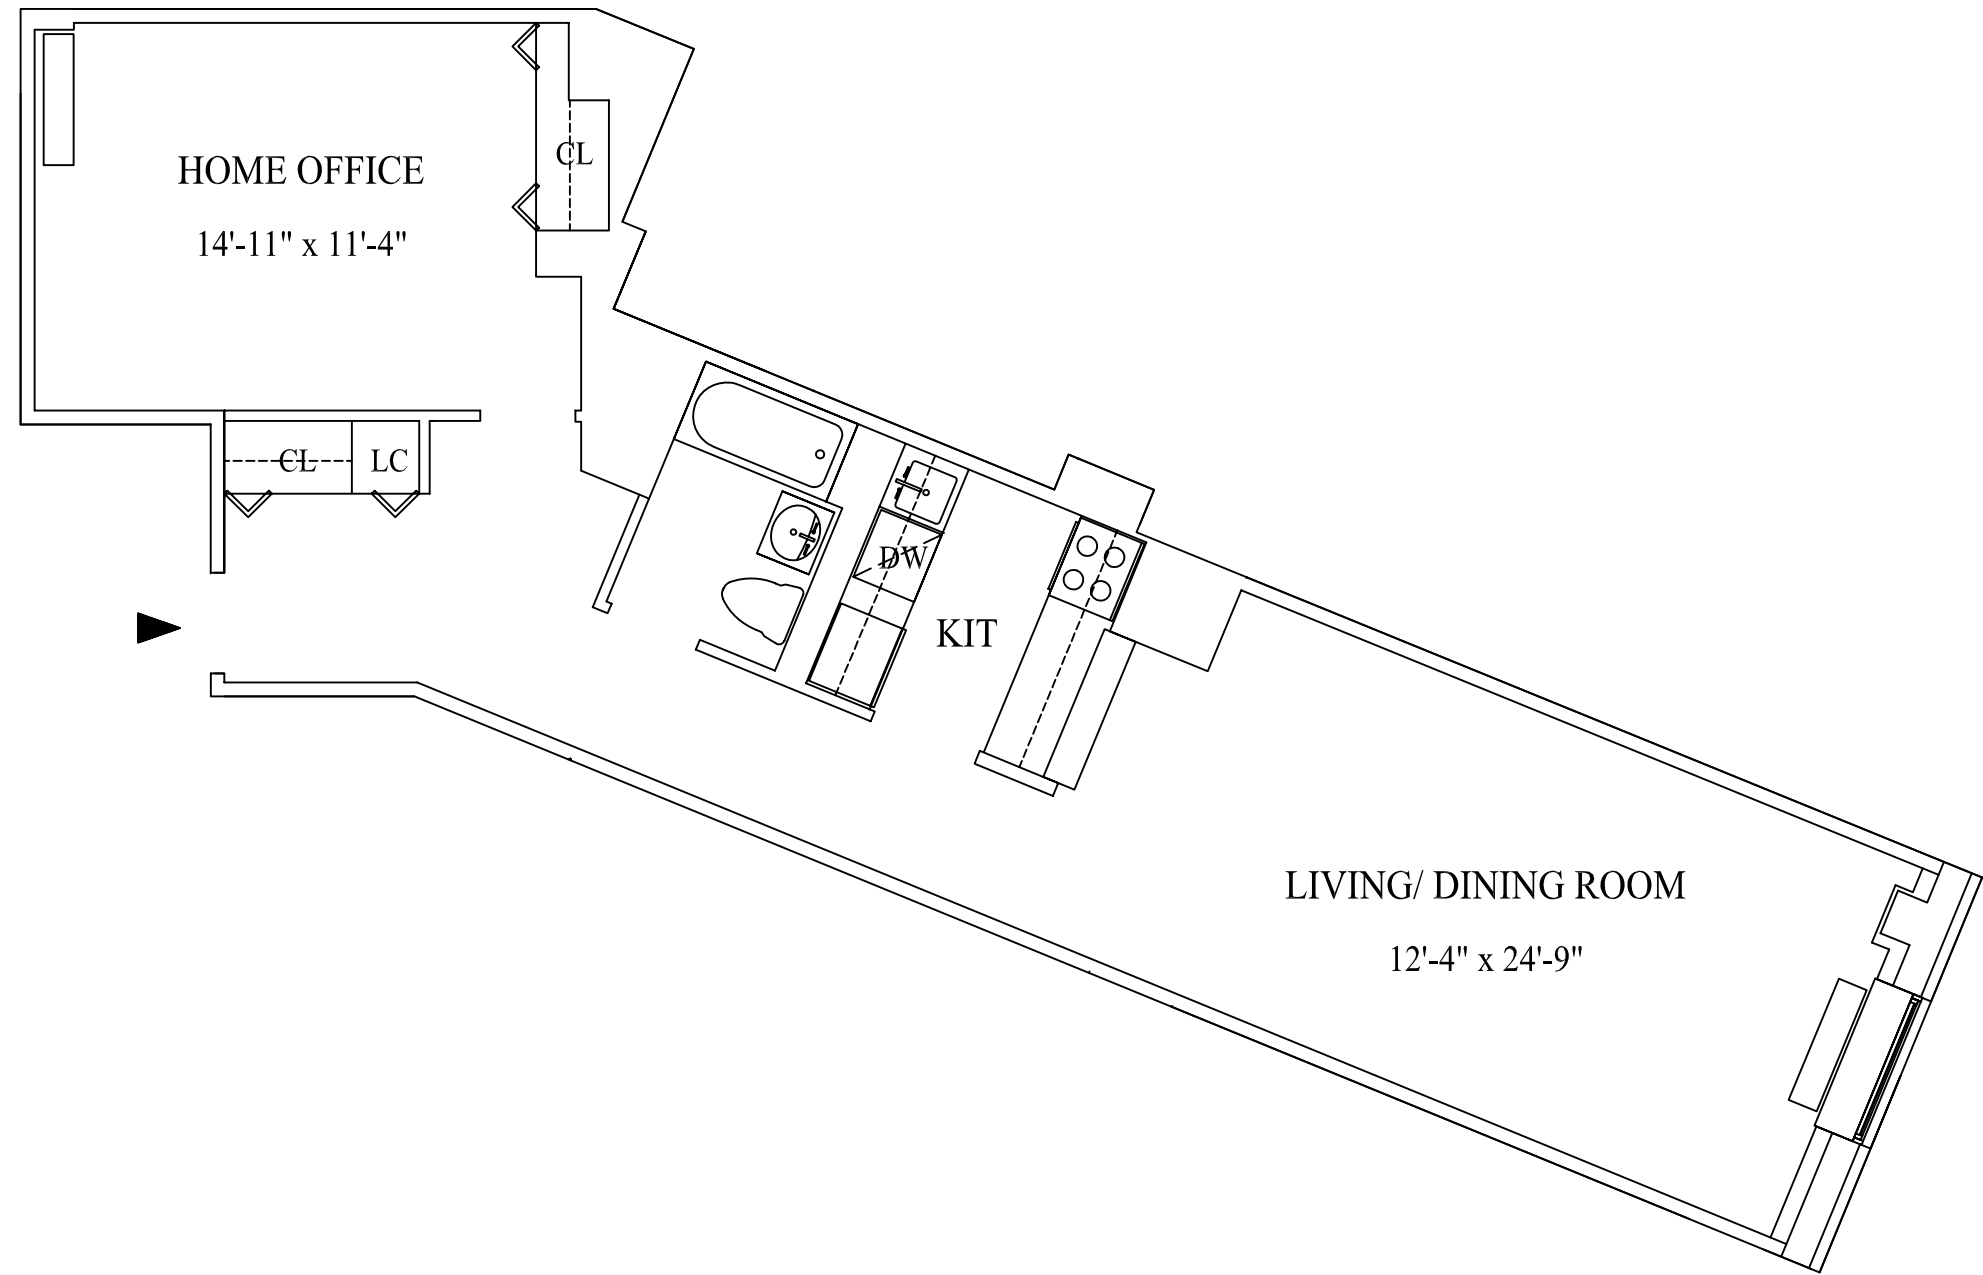 CL
HOME OFFICE
14'-11" x 11'-4"
CL LC
DW
KIT
LIVING/ DINING ROOM
12'-4" x 24'-9"